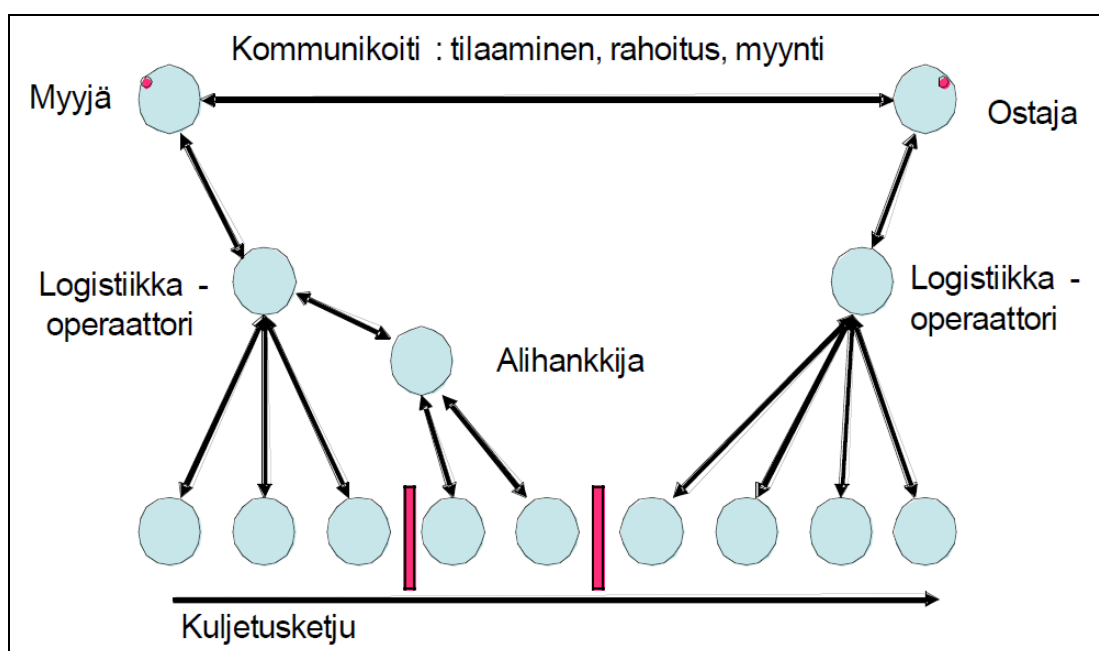 Kommunikoiti : tilaaminen, rahoitus, myynti
Myyjä
Ostaja
Logistiikka -
operaattori
Logistiikka -
operaattori
Alihankkija
Kuljetusketju